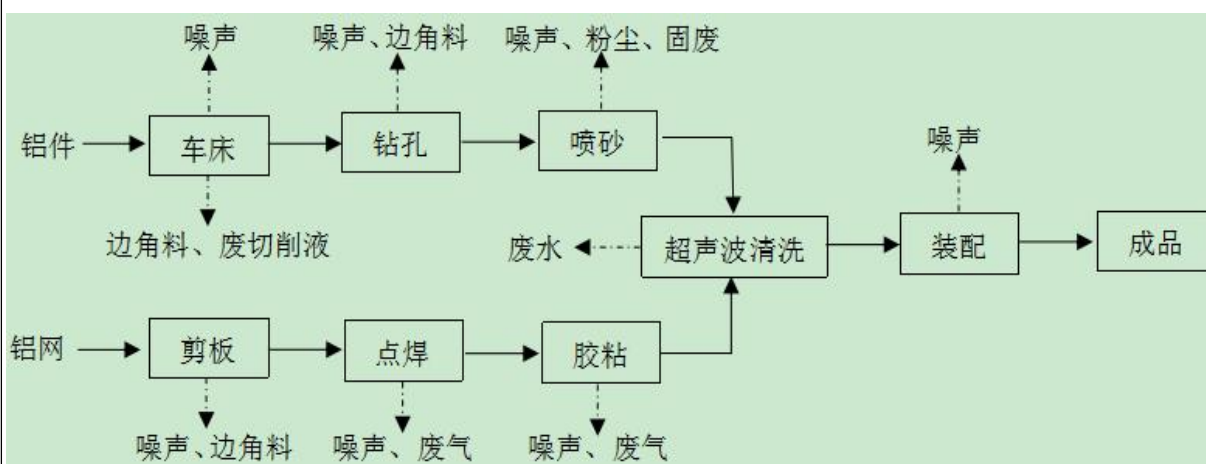 噪声
噪声、边角料
噪声、粉尘、固废
铝件
车床
钻孔
喷砂
噪声
边角料、废切削液
废水
超声波清洗
装配
成品
铝网
剪板
点焊
胶粘
噪声、边角料
噪声、废气
噪声、废气